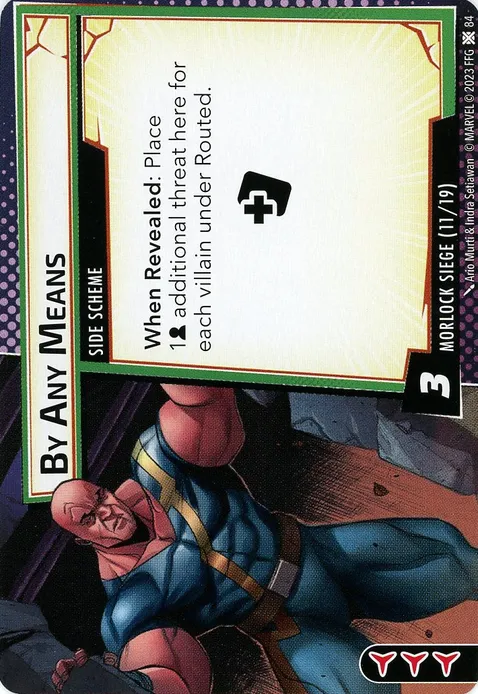 BY ANY MEANS
SIDE SCHEME
When Revealed: Place
1 additional threat here for
each villain under Routed.
3
MORLOCK SIEGE (11/19)
Ario Murti & Indra Setiawan © MARVEL © 2023 FFG 84